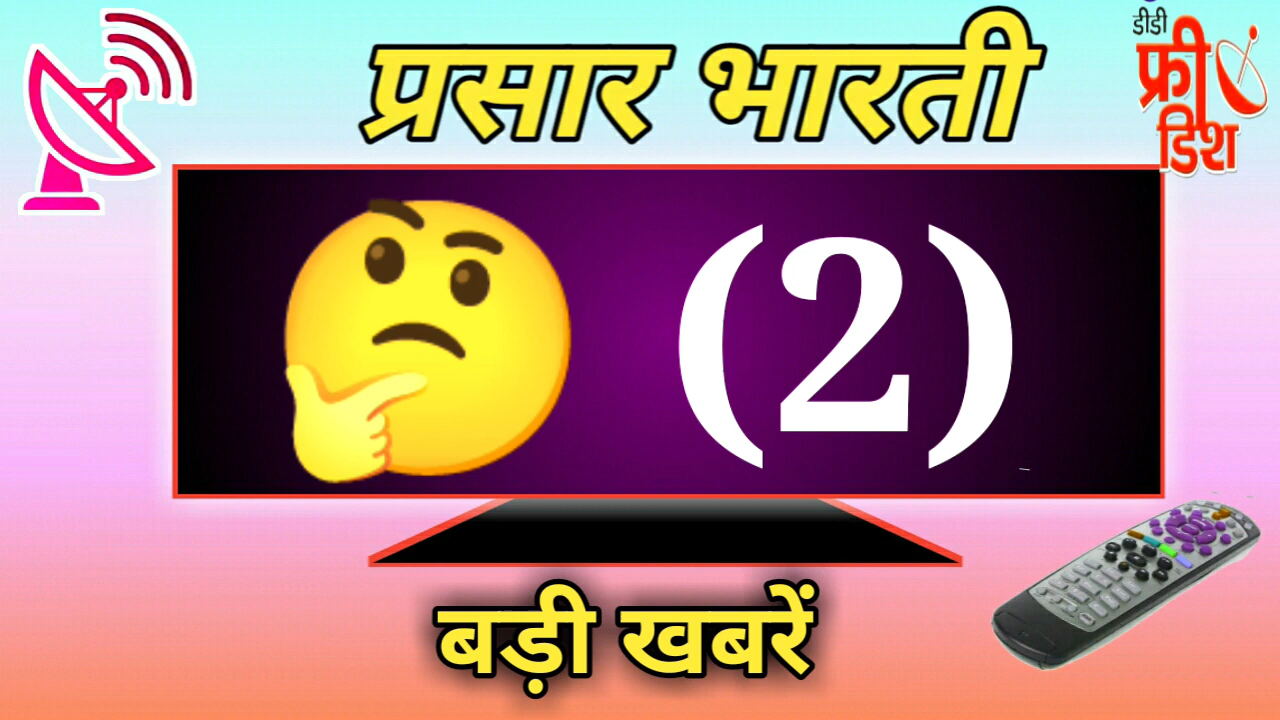 प्रसार भारती
डीडी
फ्री
डिश
(2)
बड़ी खबरें